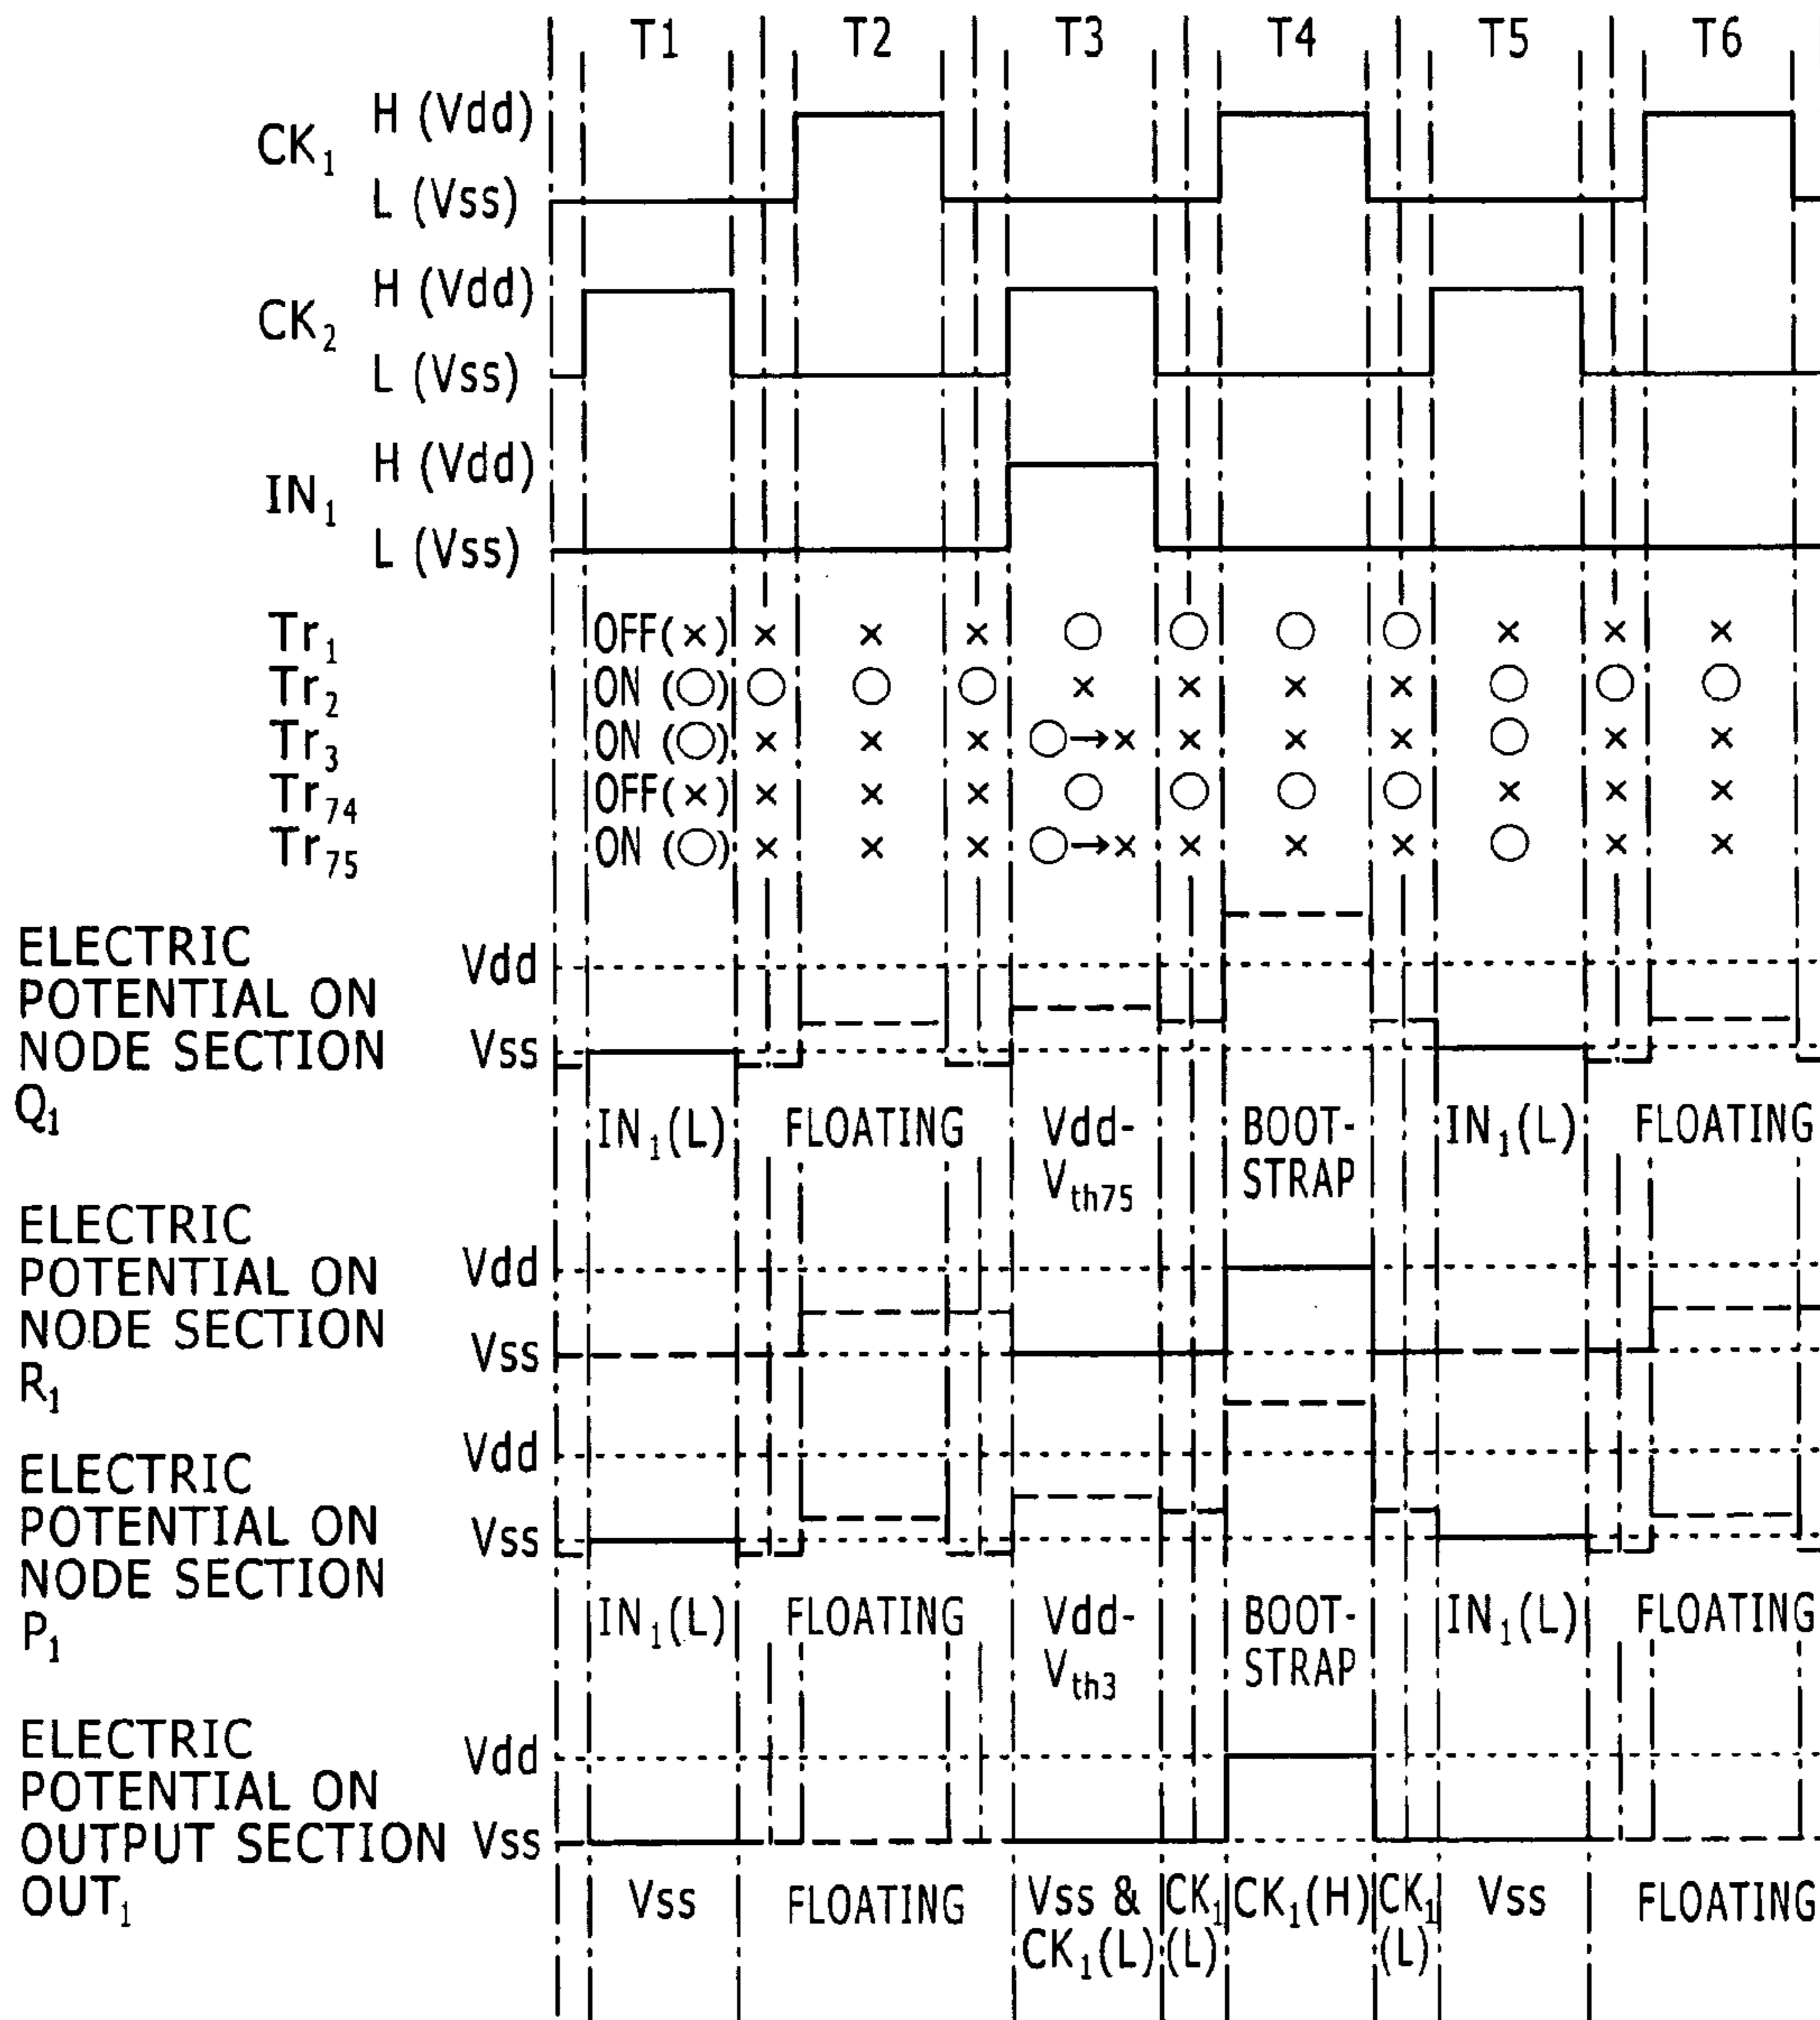 T1 T2 T3 T4 T5 T6
H (Vdd)
CK1
L (Vss)
H (Vdd)
CK2
L (Vss)
H (Vdd)
IN1
L (Vss)
Tr1 OFF(×) × × × ○ ○ ○ ○ × × ×
Tr2 ON (○) ○ ○ ○ × × × × ○ ○ ○
Tr3 ON (○) × × × ○→× × × × ○ × ×
Tr74 OFF(×) × × × ○ ○ ○ ○ × × ×
Tr75 ON (○) × × × ○→× × × × ○ × ×
ELECTRIC
POTENTIAL ON
NODE SECTION
Q1
Vdd
Vss
IN1(L) FLOATING Vdd- BOOT- IN1(L) FLOATING
Vth75 STRAP
ELECTRIC
POTENTIAL ON
NODE SECTION
R1
Vdd
Vss
ELECTRIC
POTENTIAL ON
NODE SECTION
P1
Vdd
Vss
IN1(L) FLOATING Vdd- BOOT- IN1(L) FLOATING
Vth3 STRAP
ELECTRIC
POTENTIAL ON
OUTPUT SECTION
OUT1
Vdd
Vss
Vss FLOATING Vss & CK1 CK1(H) CK1 Vss FLOATING
CK1(L) (L) (L)